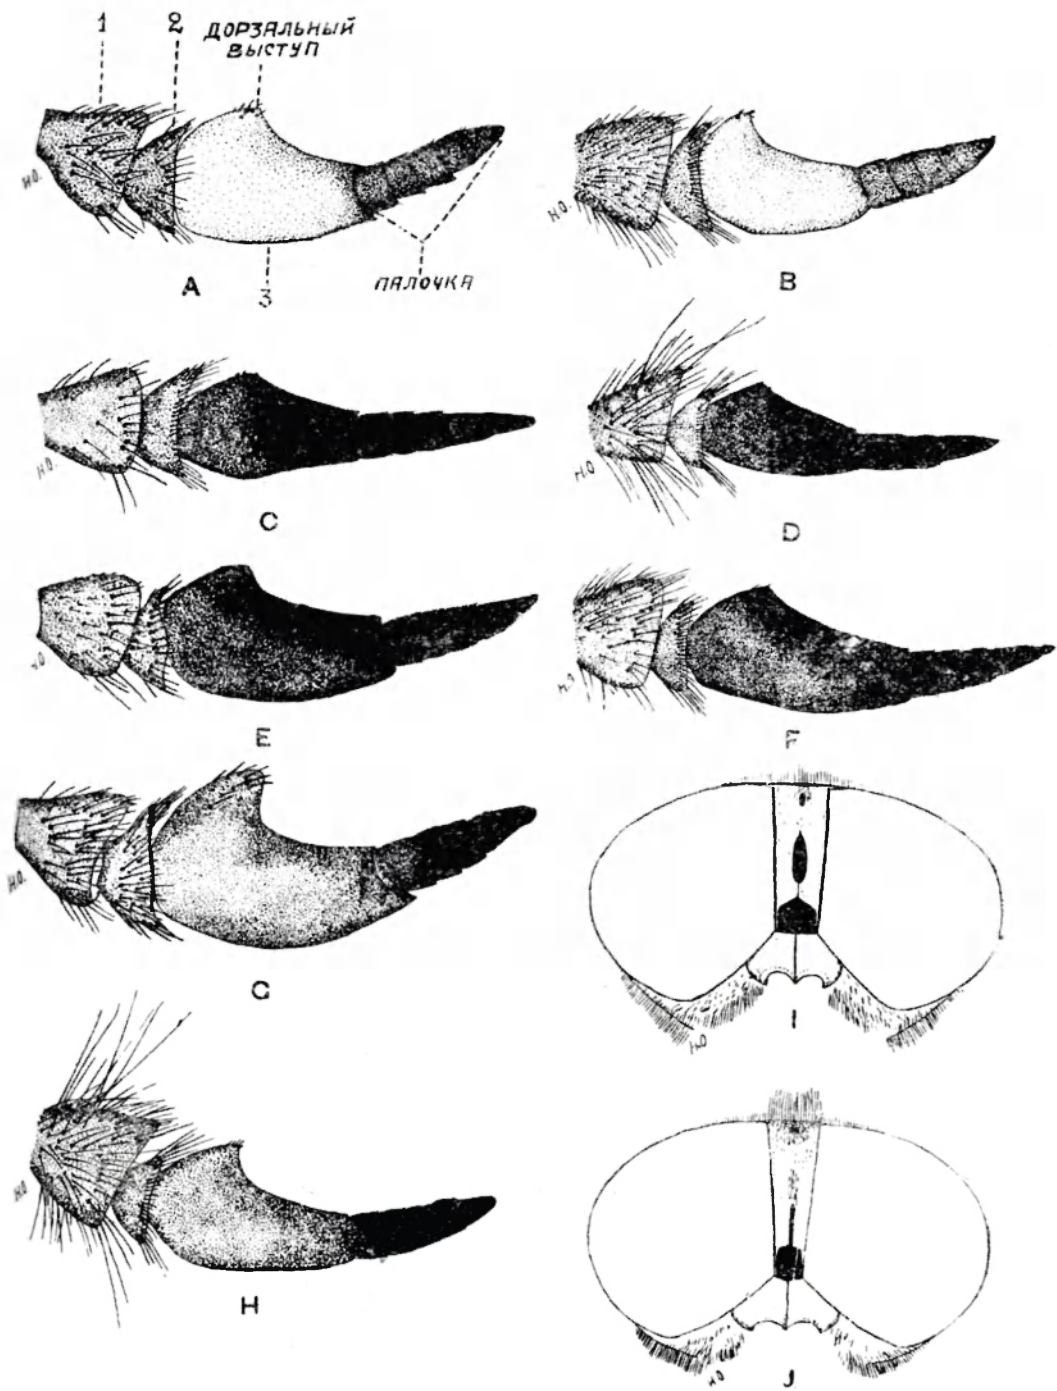 1
2
ДОРЗАЛЬНЫЙ
ВЫСТУП
Н.О.
A
3
ПАЛОЧКА
Н.О.
B
Н.О.
C
Н.О
D
Н.О
E
Н.О
F
Н.О.
G
Н.О
I
Н.О
H
Н.О
J